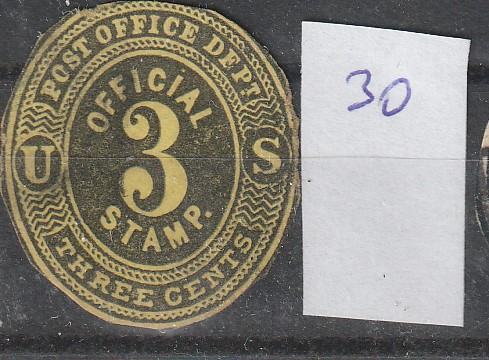 POST OFFICE DEPT
OFFICIAL
U 3 S
STAMP.
THREE CENTS
30